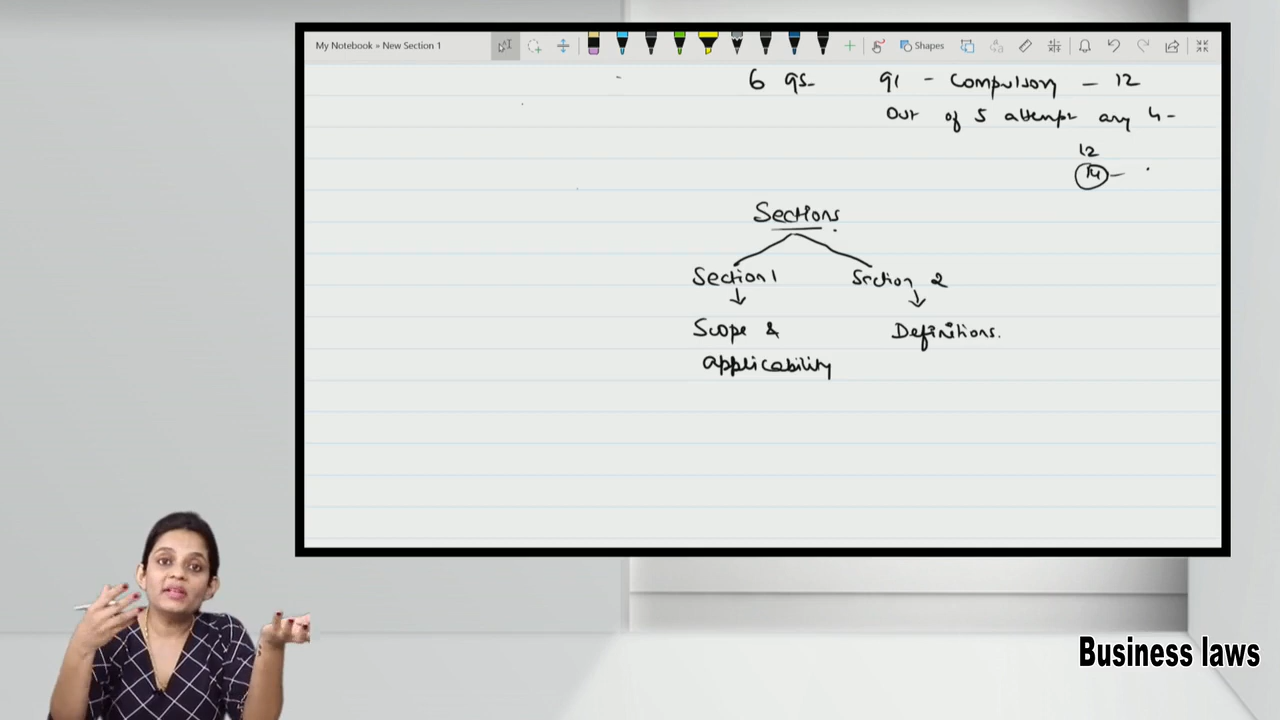 My Notebook » New Section 1
Shapes
6 qs- q1 - Compulsory - 12
Out of 5 attempt any 4 -
12
14 -
Sections
Section 1 Section 2
Scope & Definitions.
applicability
Business laws